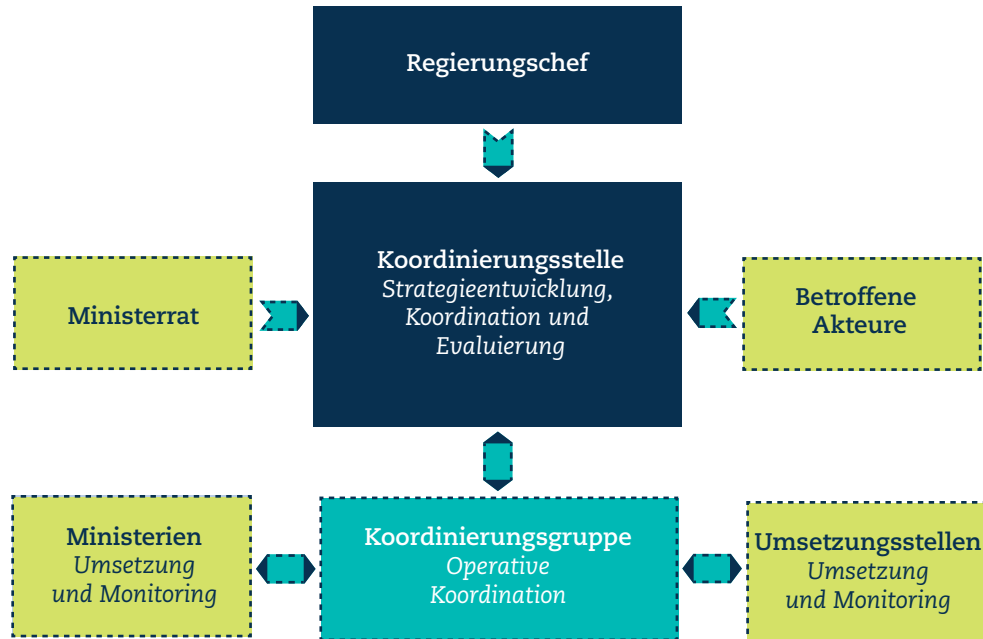 Regierungschef
Koordinierungsstelle
Strategieentwicklung,
Koordination und
Evaluierung
Ministerrat
Betroffene
Akteure
Ministerien
Umsetzung
und Monitoring
Koordinierungsgruppe
Operative
Koordination
Umsetzungsstellen
Umsetzung
und Monitoring